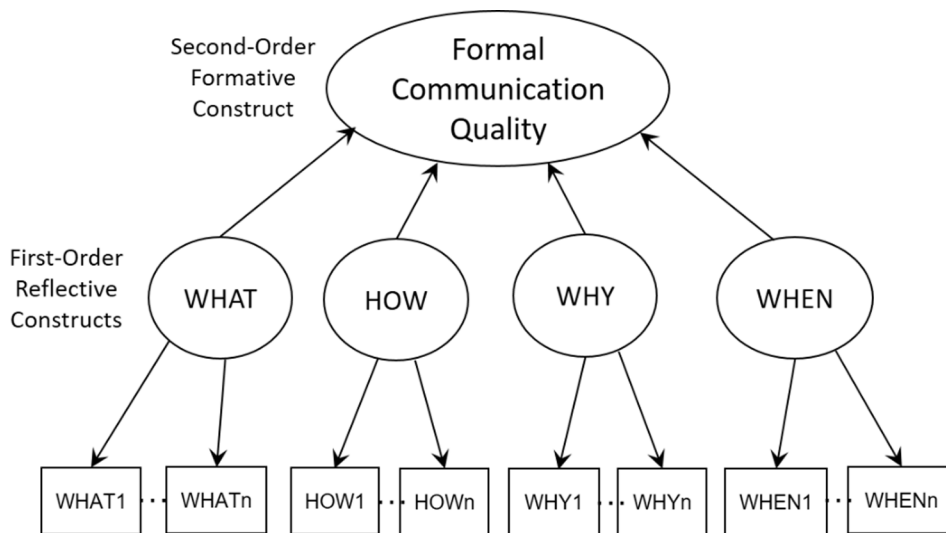 Second-Order
Formative
Construct
Formal
Communication
Quality
First-Order
Reflective
Constructs
WHAT
HOW
WHY
WHEN
WHAT1 ... WHATn
HOW1 ... HOWn
WHY1 ... WHYn
WHEN1 ... WHENn